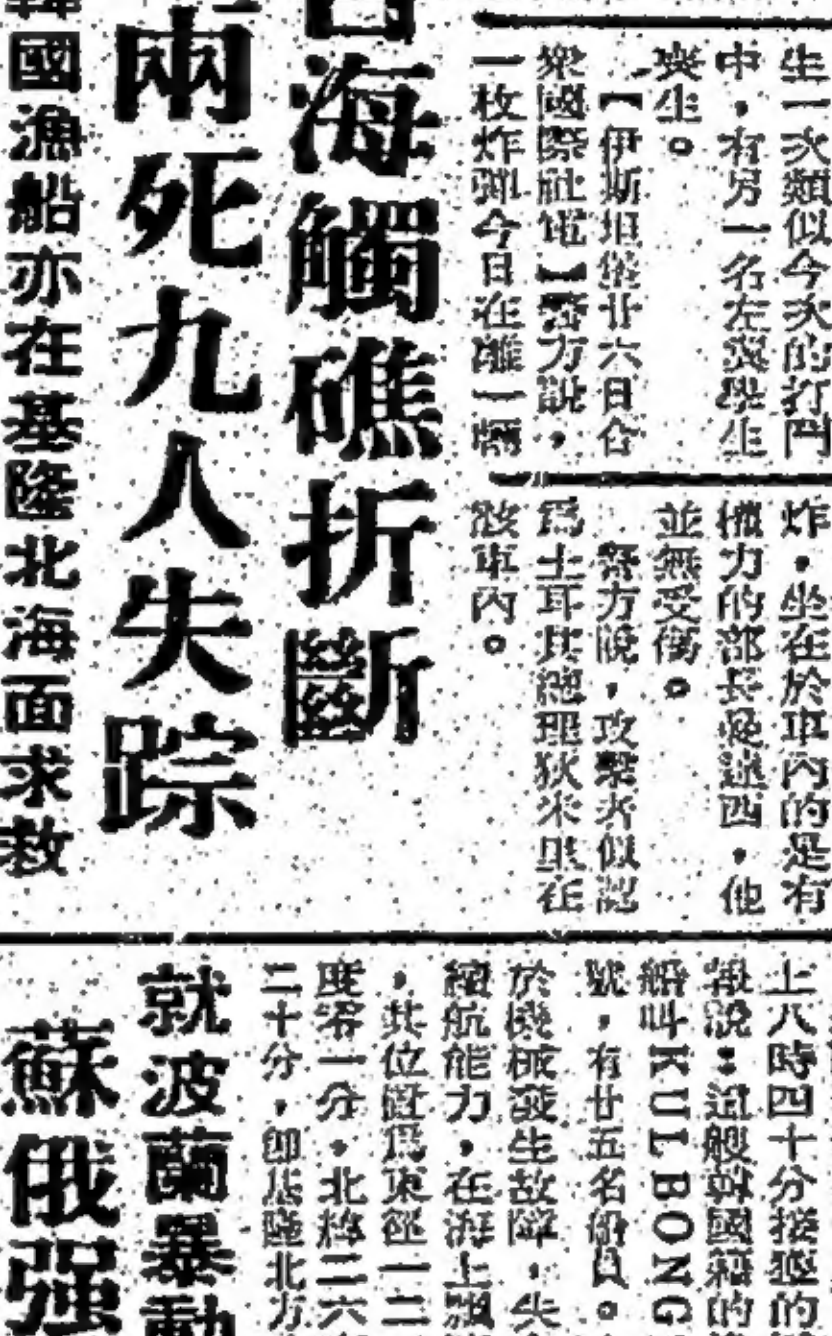 生一次類似今次的打鬥
中，有另一名左翼學生
喪生。
【伊斯坦堡廿六日合
衆國際社電】警方說，
一枚炸彈今日在離一輛
炸，坐在於車內的是有
權力的部長
，他
並無受傷。
警方說，攻擊者似認
爲土耳其總理狄米里在
該車內。
海觸礁折斷
兩死九人失踪
韓國漁船亦在基隆北海面求救
上八時四十分接獲的
報說：這艘韓國籍的
船叫KULBONG
號，有廿五名船員。
於機械發生故障，失
續航能力，在海上飄
，其位置爲東經一二
度零一分，北緯二六
二十分，即基隆北方
就波蘭暴動
蘇俄强